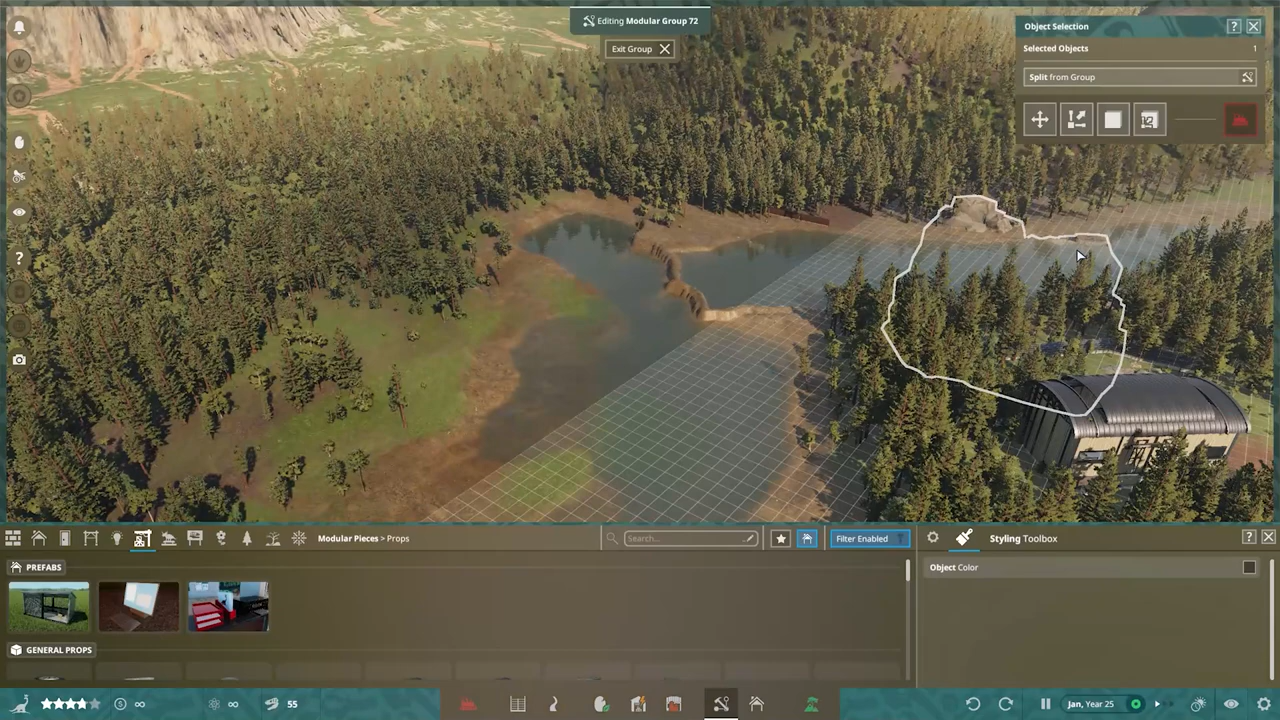 Editing Modular Group 72
Exit Group
Object Selection
?
Selected Objects 1
Split from Group
12
?
Modular Pieces > Props
Search...
Filter Enabled
Styling Toolbox
?
PREFABS
Object Color
GENERAL PROPS
55
Jan, Year 25